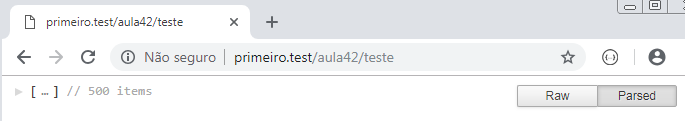 primeiro.test/aula42/teste
Não seguro | primeiro.test/aula42/teste
[ … ] // 500 items
Raw Parsed